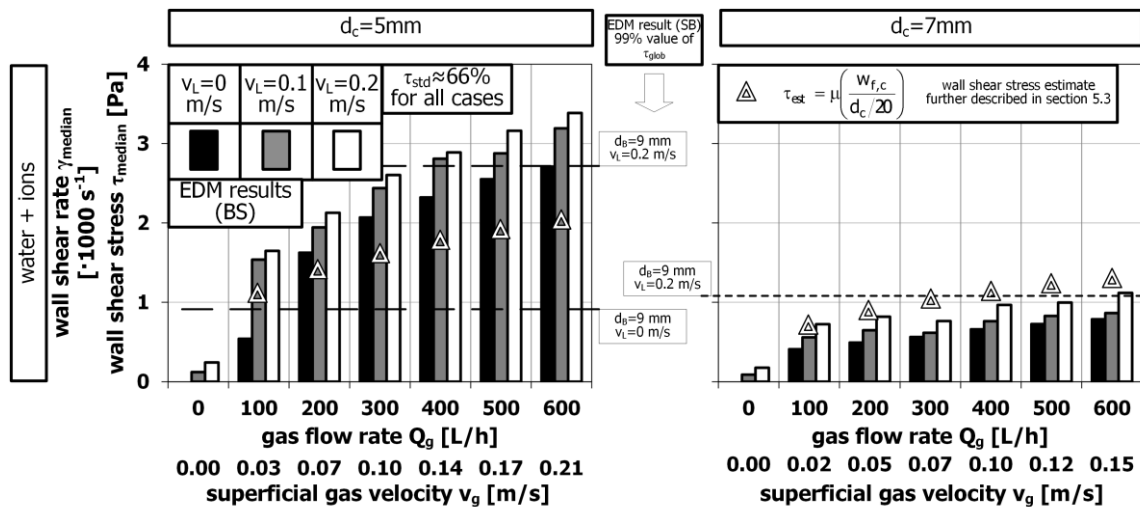 d_c=5mm
EDM result (SB)
99% value of
τ_glob
d_c=7mm
water + ions
wall shear rate γ_median
[·1000 s⁻¹]
wall shear stress τ_median [Pa]
4
3
2
1
0
v_L=0
m/s
v_L=0.1
m/s
v_L=0.2
m/s
τ_std≈66%
for all cases
EDM results
(BS)
d_B=9 mm
v_L=0.2 m/s
d_B=9 mm
v_L=0.2 m/s
d_B=9 mm
v_L=0 m/s
τ_est = μ(w_f,c / d_c/20)
wall shear stress estimate
further described in section 5.3
0 100 200 300 400 500 600
gas flow rate Q_g [L/h]
0.00 0.03 0.07 0.10 0.14 0.17 0.21
superficial gas velocity v_g [m/s]
0 100 200 300 400 500 600
gas flow rate Q_g [L/h]
0.00 0.02 0.05 0.07 0.10 0.12 0.15
superficial gas velocity v_g [m/s]